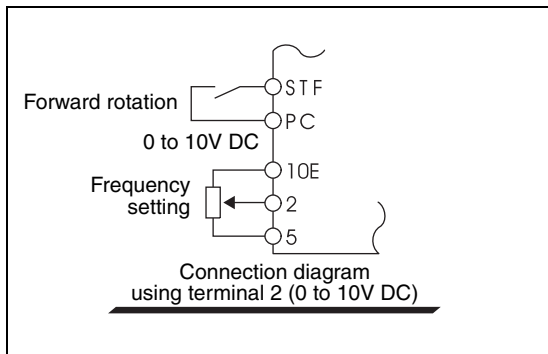 STF
Forward rotation
PC
0 to 10V DC
10E
Frequency
setting
2
5
Connection diagram
using terminal 2 (0 to 10V DC)